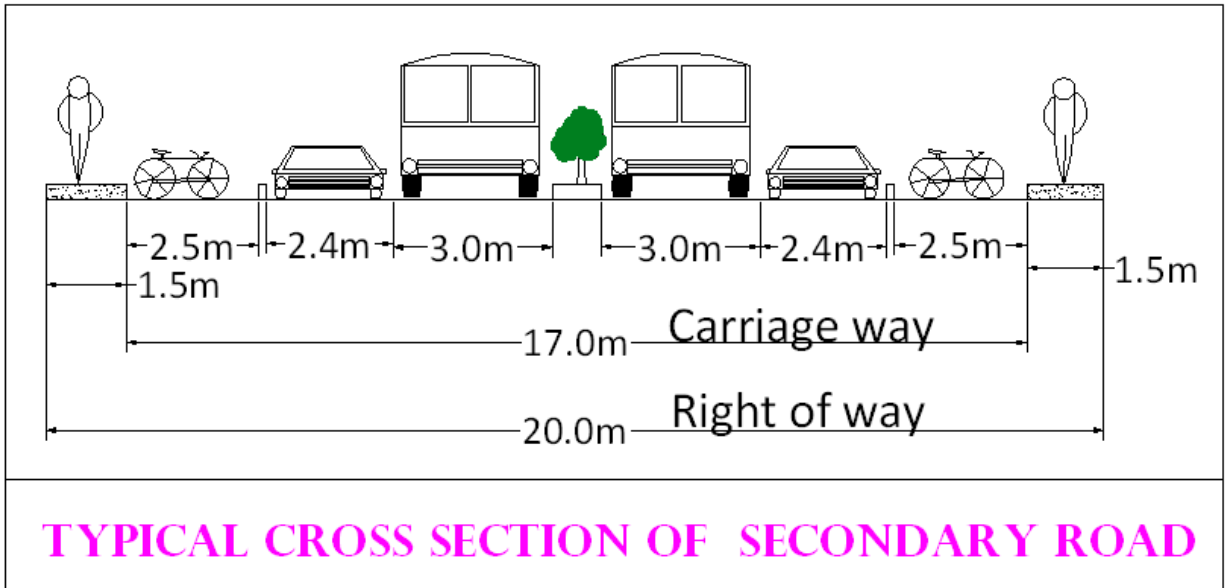 2.5m 2.4m 3.0m 3.0m 2.4m 2.5m
1.5m 1.5m
17.0m Carriage way
20.0m Right of way
TYPICAL CROSS SECTION OF SECONDARY ROAD